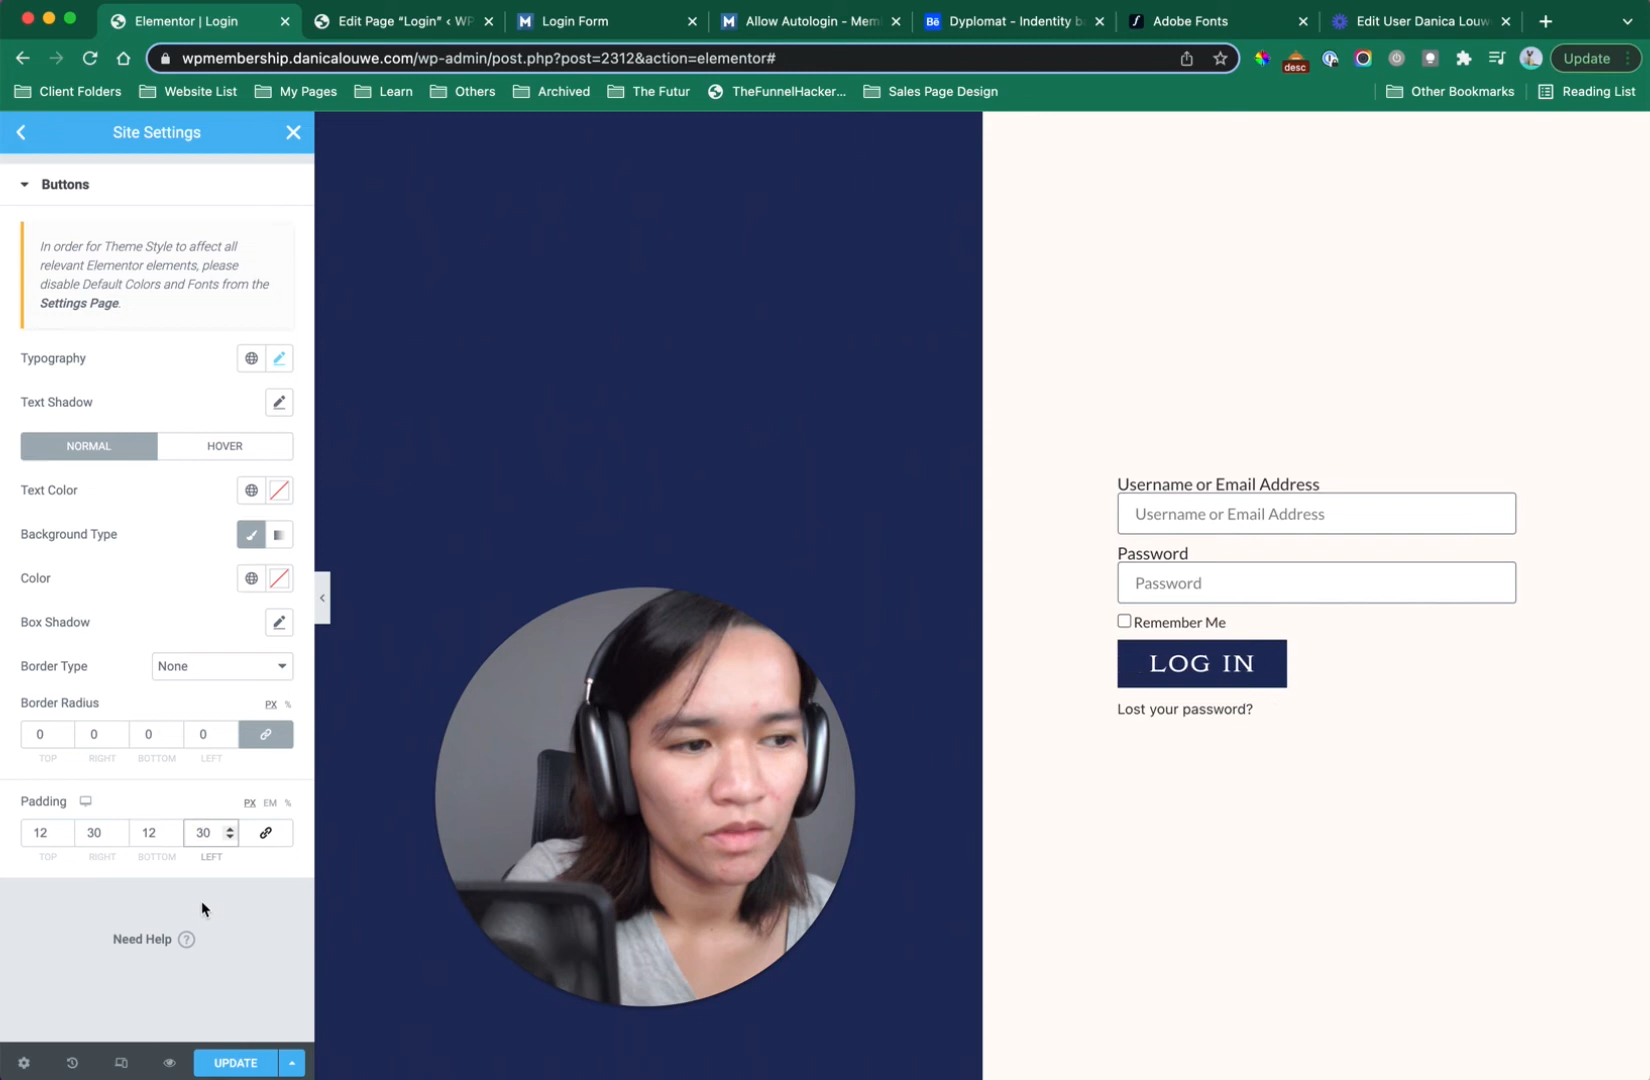 Elementor | Login
Edit Page “Login” ‹ WP
Login Form
Allow Autologin - Mem
Bē Dyplomat - Indentity b
Adobe Fonts
Edit User Danica Louw
wpmembership.danicalouwe.com/wp-admin/post.php?post=2312&action=elementor#
desc
Update
Client Folders
Website List
My Pages
Learn
Others
Archived
The Futur
TheFunnelHacker...
Sales Page Design
Other Bookmarks
Reading List
Site Settings
Buttons
In order for Theme Style to affect all
relevant Elementor elements, please
disable Default Colors and Fonts from the
Settings Page.
Typography
Text Shadow
NORMAL
HOVER
Text Color
Background Type
Color
Box Shadow
Border Type
None
Border Radius
PX %
0 0 0 0
TOP RIGHT BOTTOM LEFT
Padding
PX EM %
12 30 12 30
TOP RIGHT BOTTOM LEFT
Need Help ?
UPDATE
Username or Email Address
Username or Email Address
Password
Password
Remember Me
LOG IN
Lost your password?